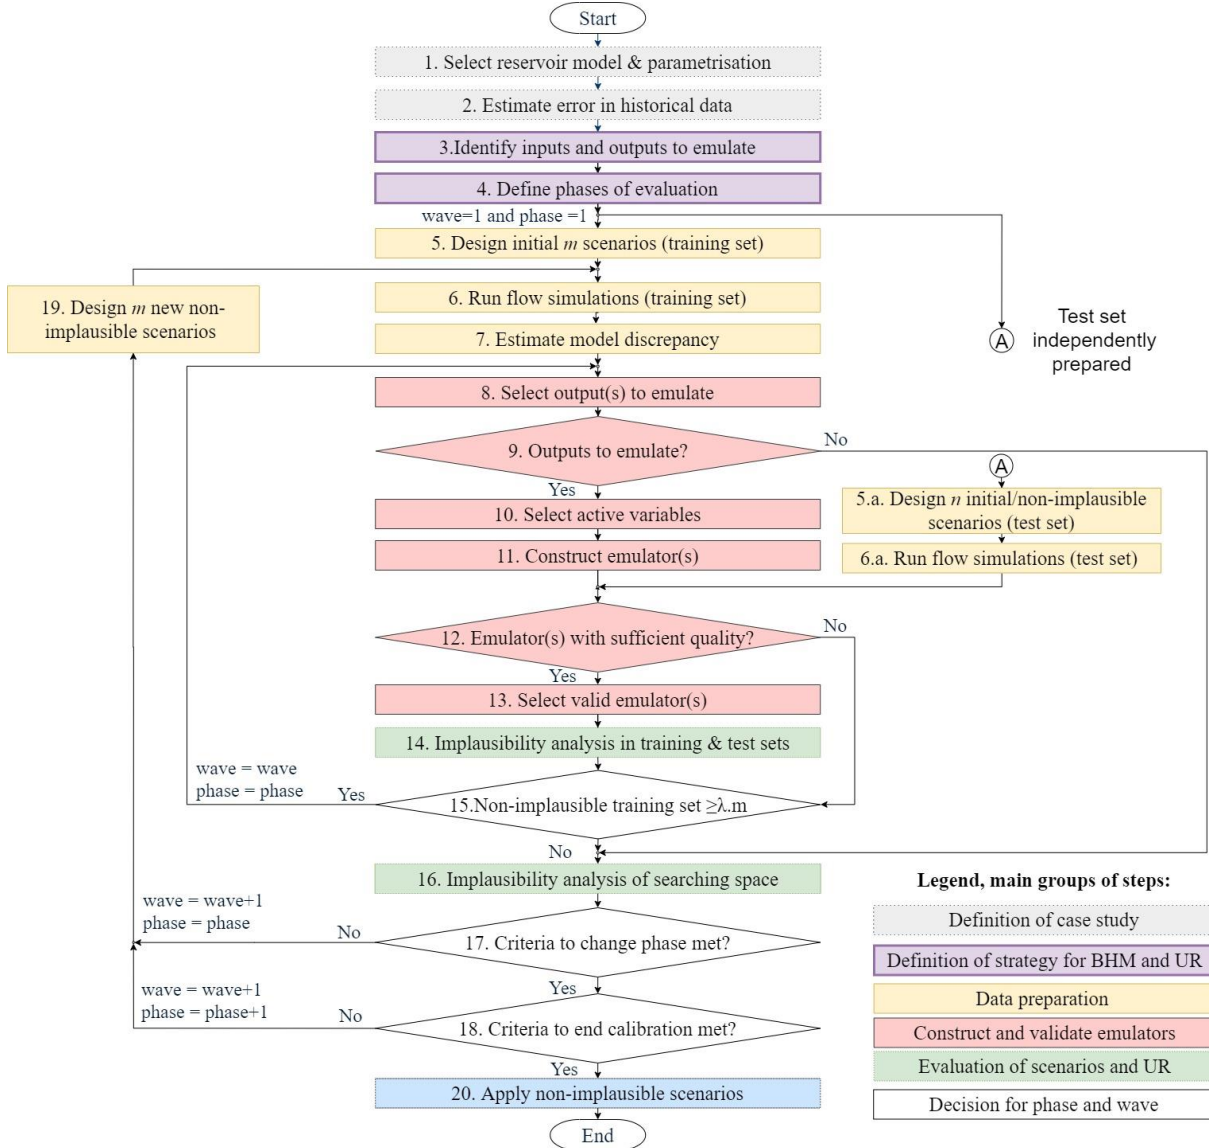 Start
1. Select reservoir model & parametrisation
2. Estimate error in historical data
3.Identify inputs and outputs to emulate
4. Define phases of evaluation
wave=1 and phase =1
5. Design initial m scenarios (training set)
19. Design m new non-
implausible scenarios
6. Run flow simulations (training set)
7. Estimate model discrepancy
A
Test set
independently
prepared
8. Select output(s) to emulate
9. Outputs to emulate?
No
Yes
A
5.a. Design n initial/non-implausible
scenarios (test set)
6.a. Run flow simulations (test set)
10. Select active variables
11. Construct emulator(s)
12. Emulator(s) with sufficient quality?
No
Yes
13. Select valid emulator(s)
14. Implausibility analysis in training & test sets
wave = wave
phase = phase
Yes
15.Non-implausible training set ≥λ.m
No
16. Implausibility analysis of searching space
wave = wave+1
phase = phase
No
17. Criteria to change phase met?
Yes
wave = wave+1
phase = phase+1
No
18. Criteria to end calibration met?
Yes
20. Apply non-implausible scenarios
End
Legend, main groups of steps:
Definition of case study
Definition of strategy for BHM and UR
Data preparation
Construct and validate emulators
Evaluation of scenarios and UR
Decision for phase and wave